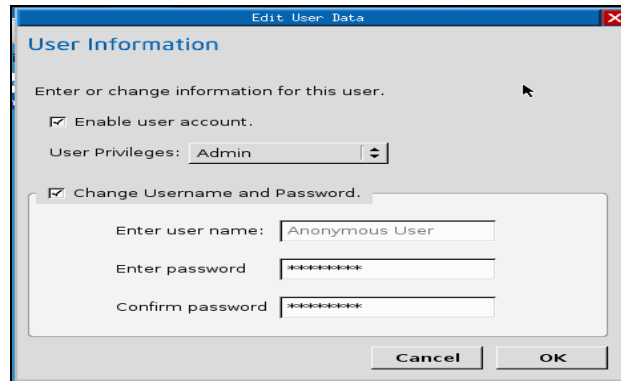 Edit User Data
User Information
Enter or change information for this user.
Enable user account.
User Privileges: Admin
Change Username and Password.
Enter user name: Anonymous User
Enter password *********
Confirm password *********
Cancel OK